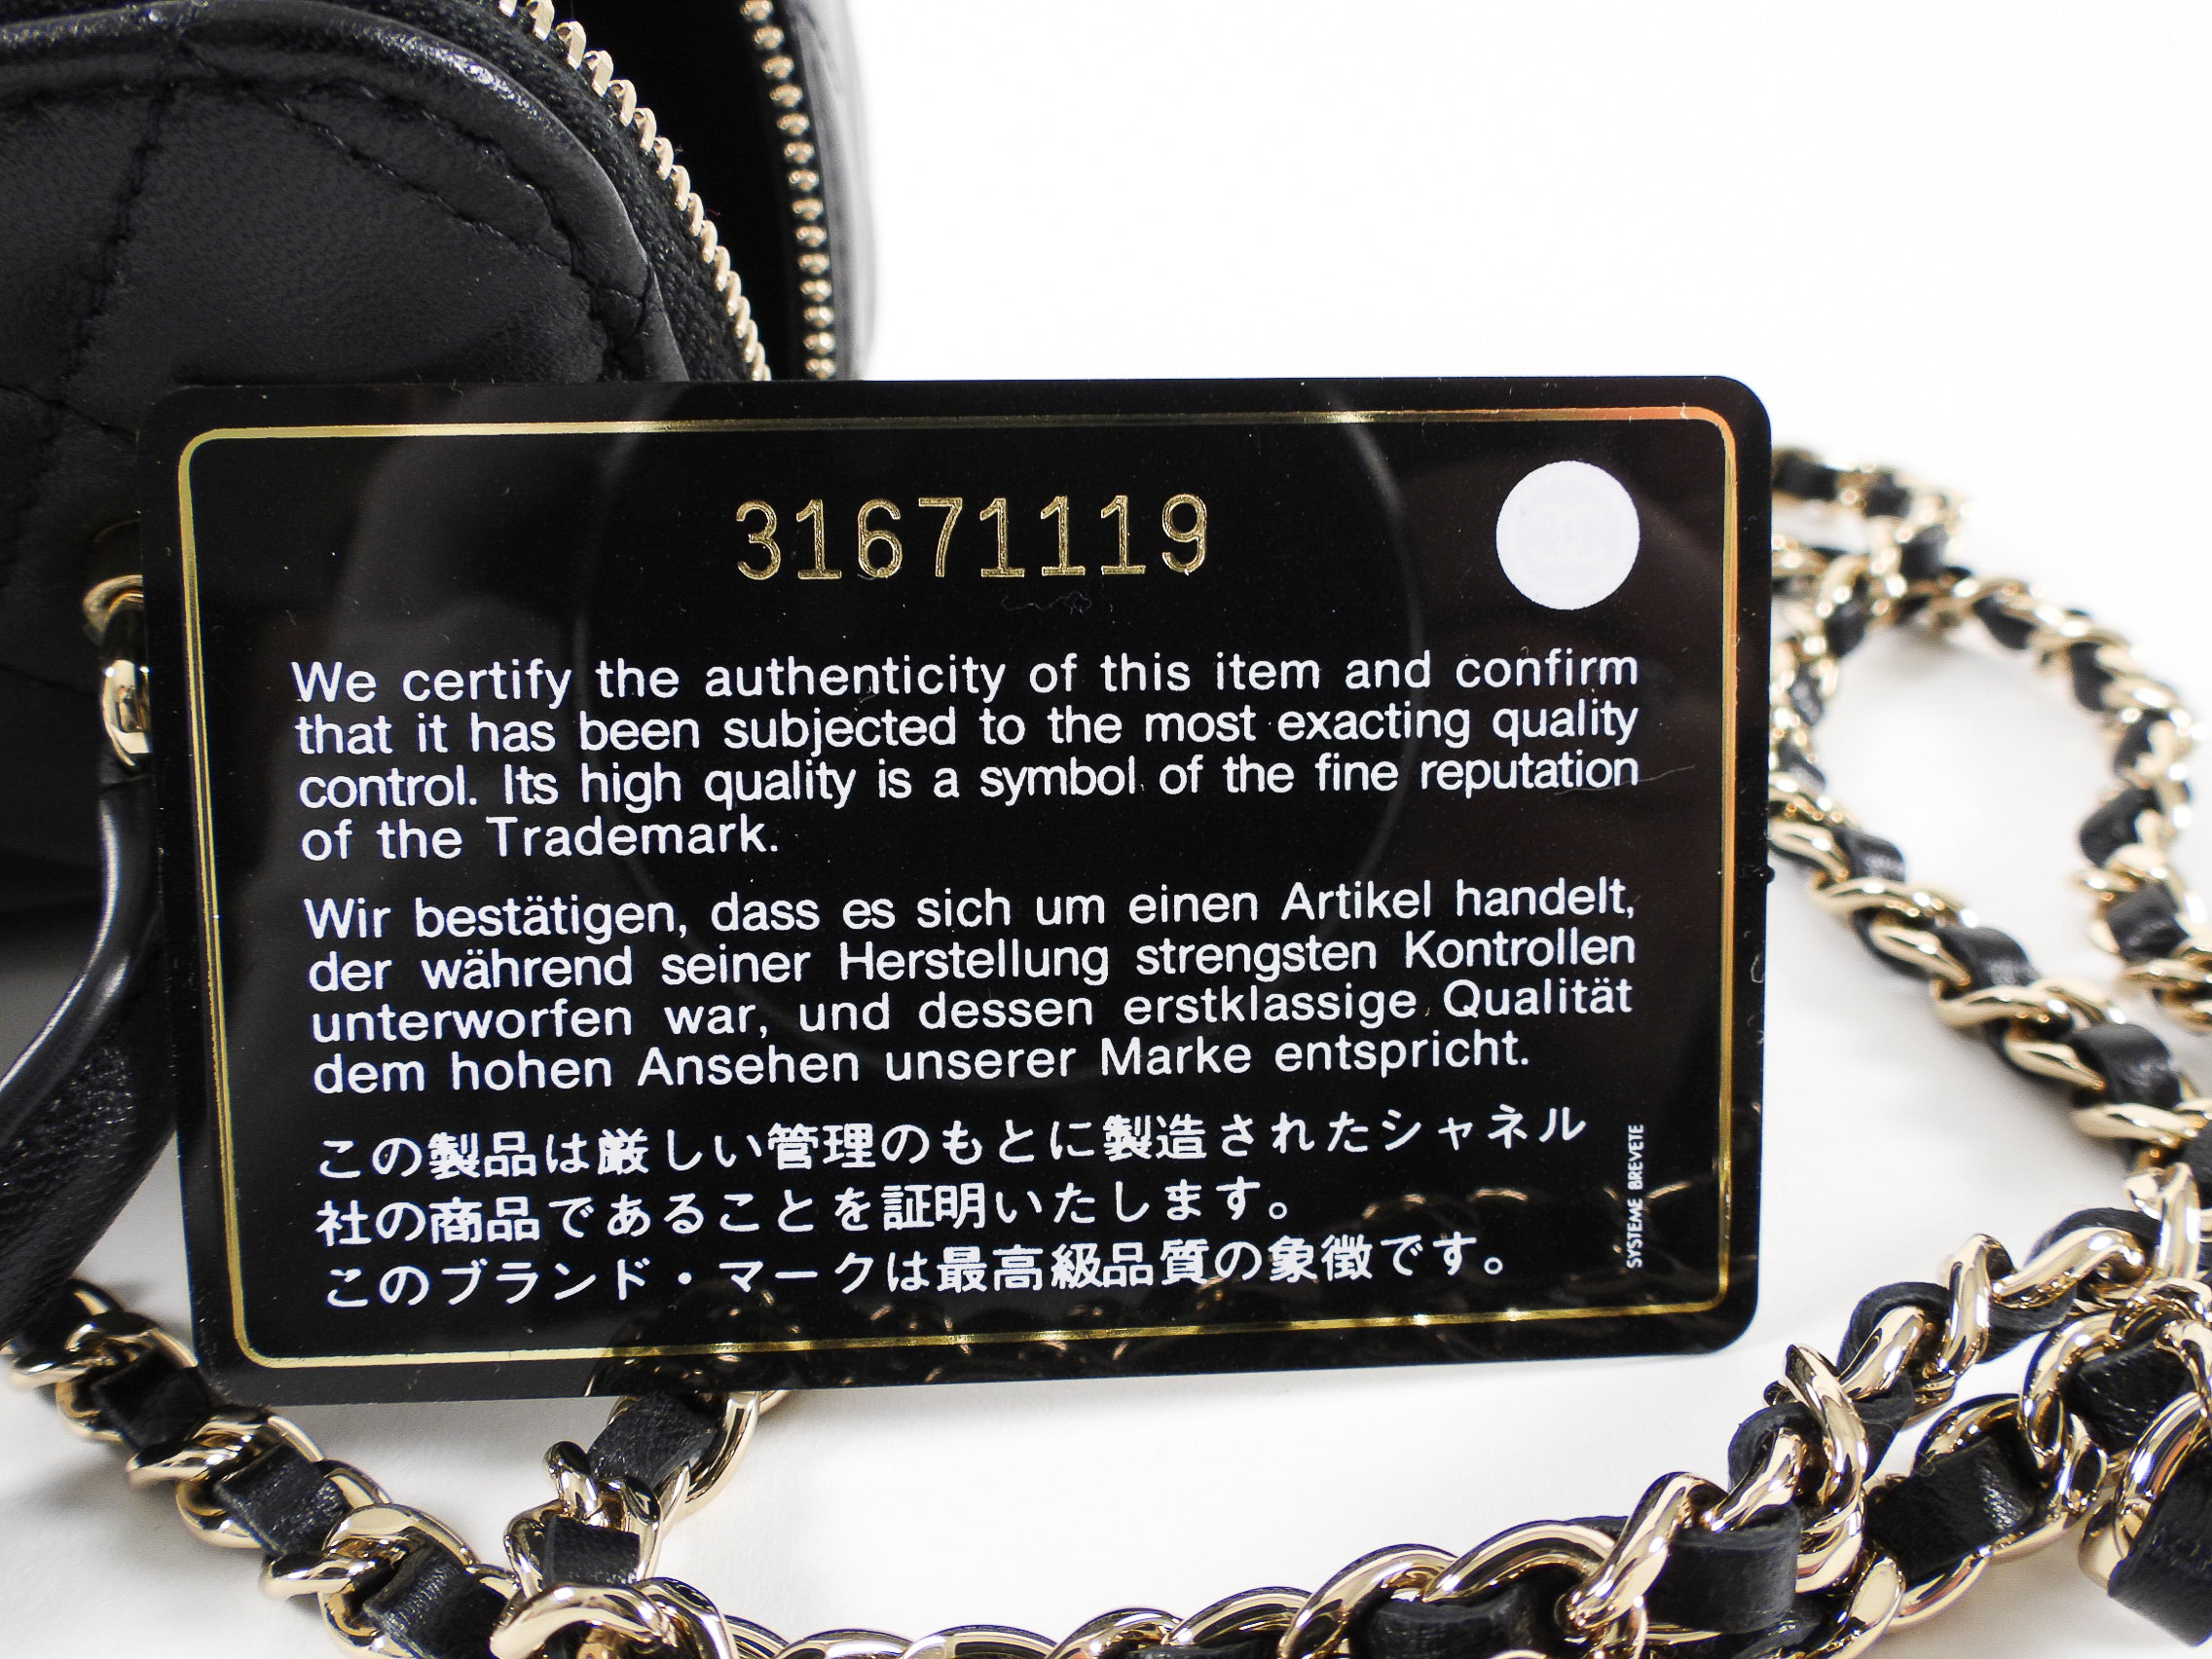 31671119
We certify the authenticity of this item and confirm
that it has been subjected to the most exacting quality
control. Its high quality is a symbol of the fine reputation
of the Trademark.
Wir bestätigen, dass es sich um einen Artikel handelt,
der während seiner Herstellung strengsten Kontrollen
unterworfen war, und dessen erstklassige Qualität
dem hohen Ansehen unserer Marke entspricht.
この製品は厳しい管理のもとに製造されたシャネル
社の商品であることを証明いたします。
このブランド・マークは最高級品質の象徴です。
SYSTEME BREVETE